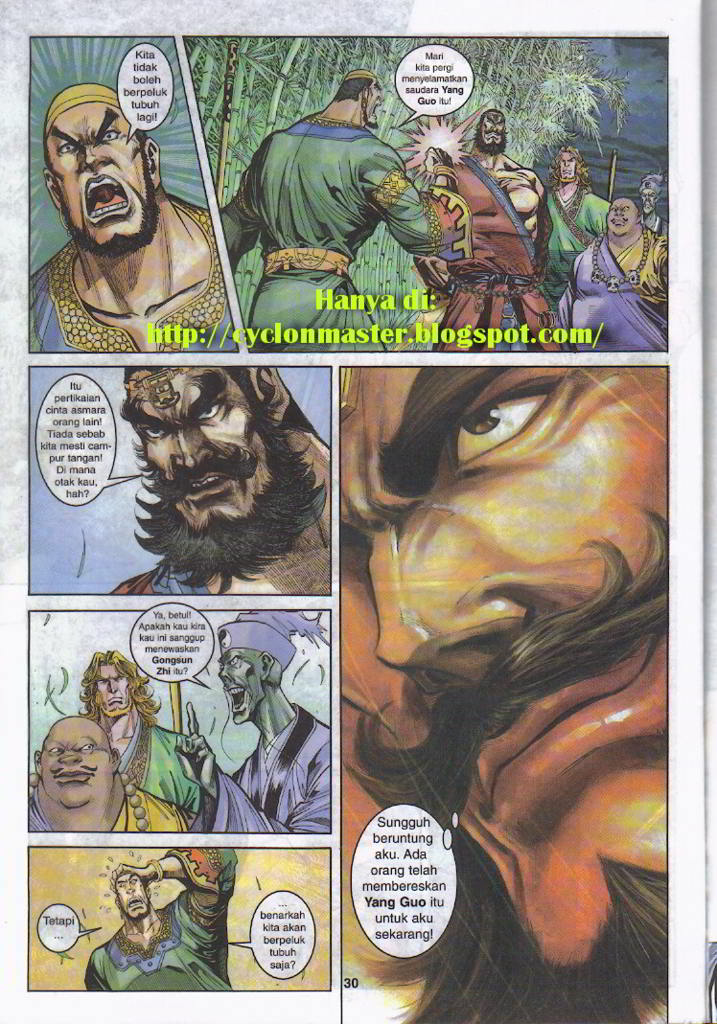 Kita
tidak
boleh
berpeluk
tubuh
lagi!
Mari
kita pergi
menyelamatkan
saudara Yang
Guo itu!
Hanya di:
http://cyclonmaster.blogspot.com/
Itu
pertikaian
cinta asmara
orang lain!
Tiada sebab
kita mesti cam-
pur tangan!
Di mana
otak kau,
hah?
Ya, betul!
Apakah kau kira
kau ini sanggup
menewaskan
Gongsun
Zhi itu?
Tetapi
...
...
benarkah
kita akan
berpeluk
tubuh
saja?
Sungguh
beruntung
aku. Ada
orang telah
membereskan
Yang Guo itu
untuk aku
sekarang!
30